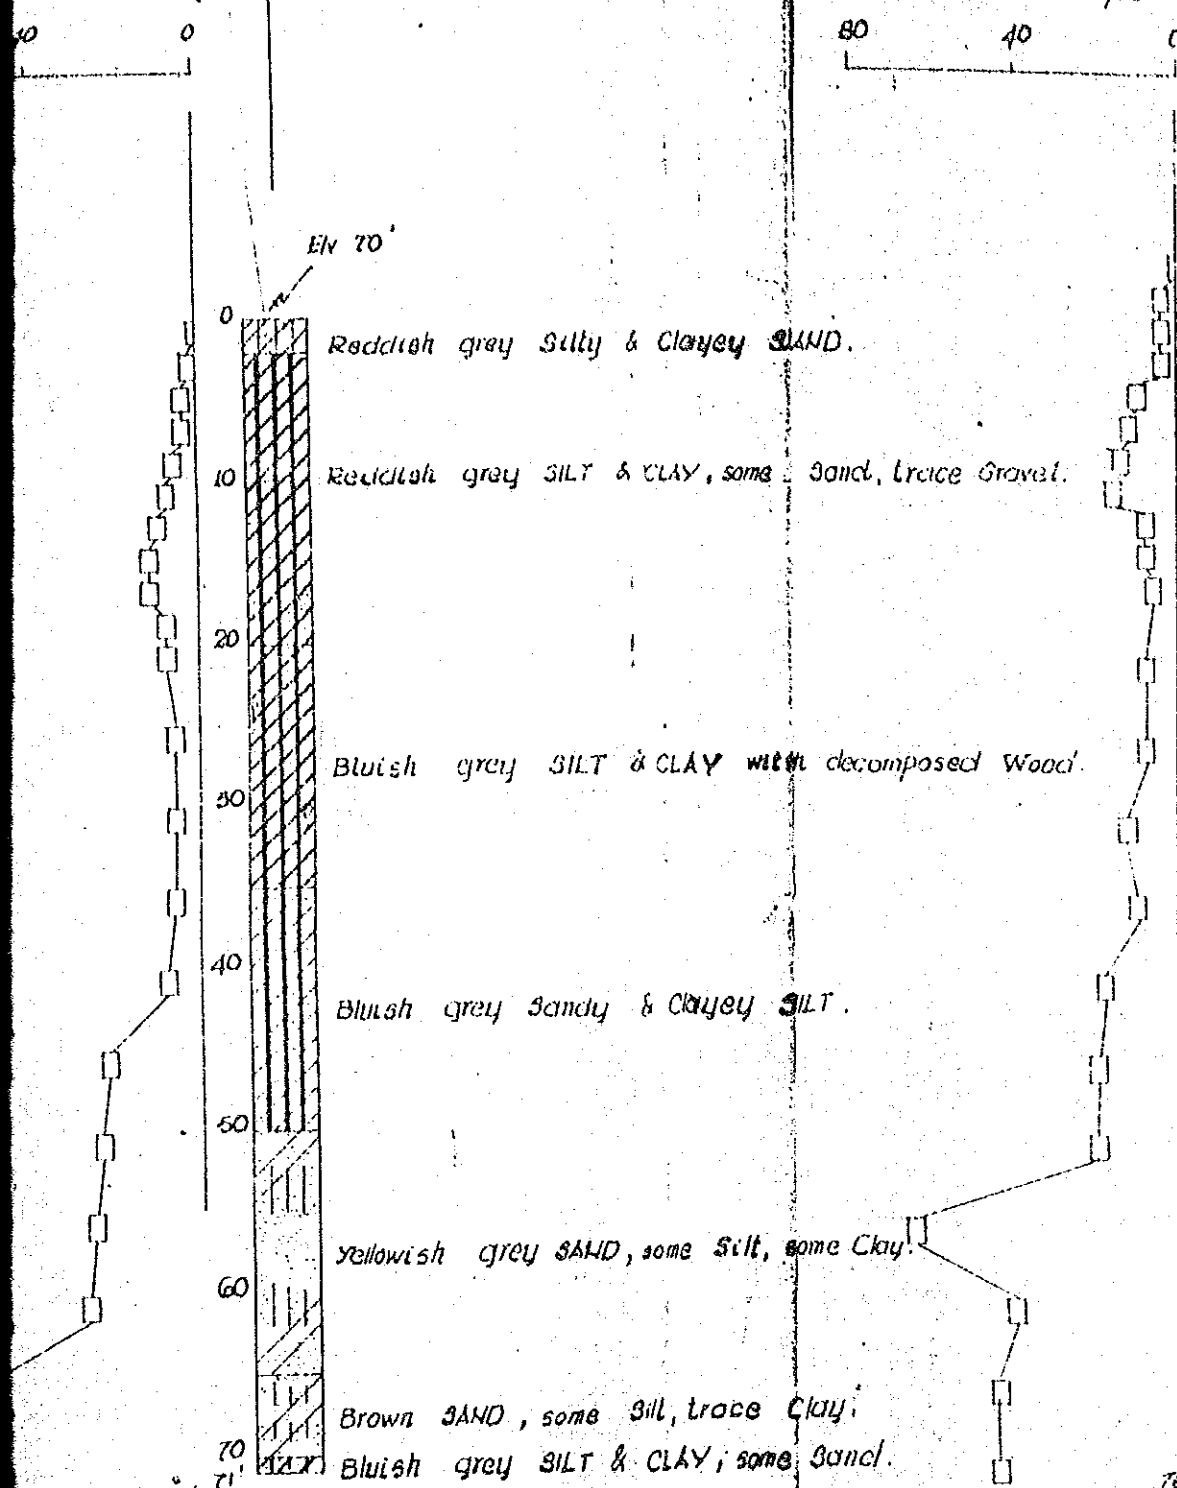 40 0 80 40 0
Elv 70'
0
Reddish grey Silty & Clayey SAND.
10
Reddish grey SILT & CLAY, some Sand, trace Gravel.
20
Bluish grey SILT & CLAY with decomposed Wood.
30
40
Bluish grey Sandy & Clayey SILT.
50
Yellowish grey SAND, some Silt, some Clay.
60
Brown SAND, some Silt, trace Clay.
70
Bluish grey SILT & CLAY, some Sand.
71'